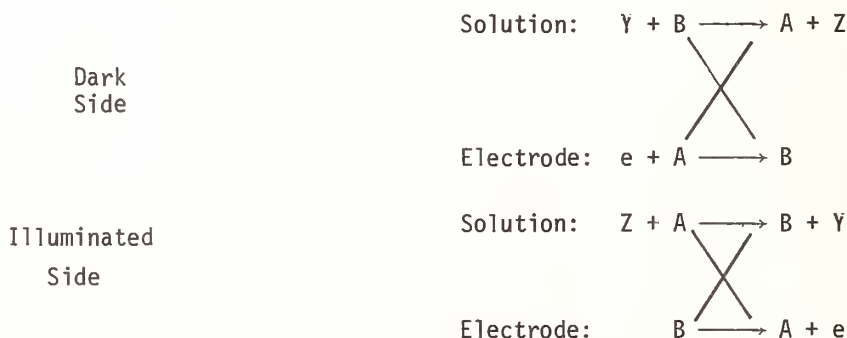 Solution: Y + B ⟶ A + Z
Dark
Side
Electrode: e + A ⟶ B
Solution: Z + A ⟶ B + Y
Illuminated
Side
Electrode: B ⟶ A + e